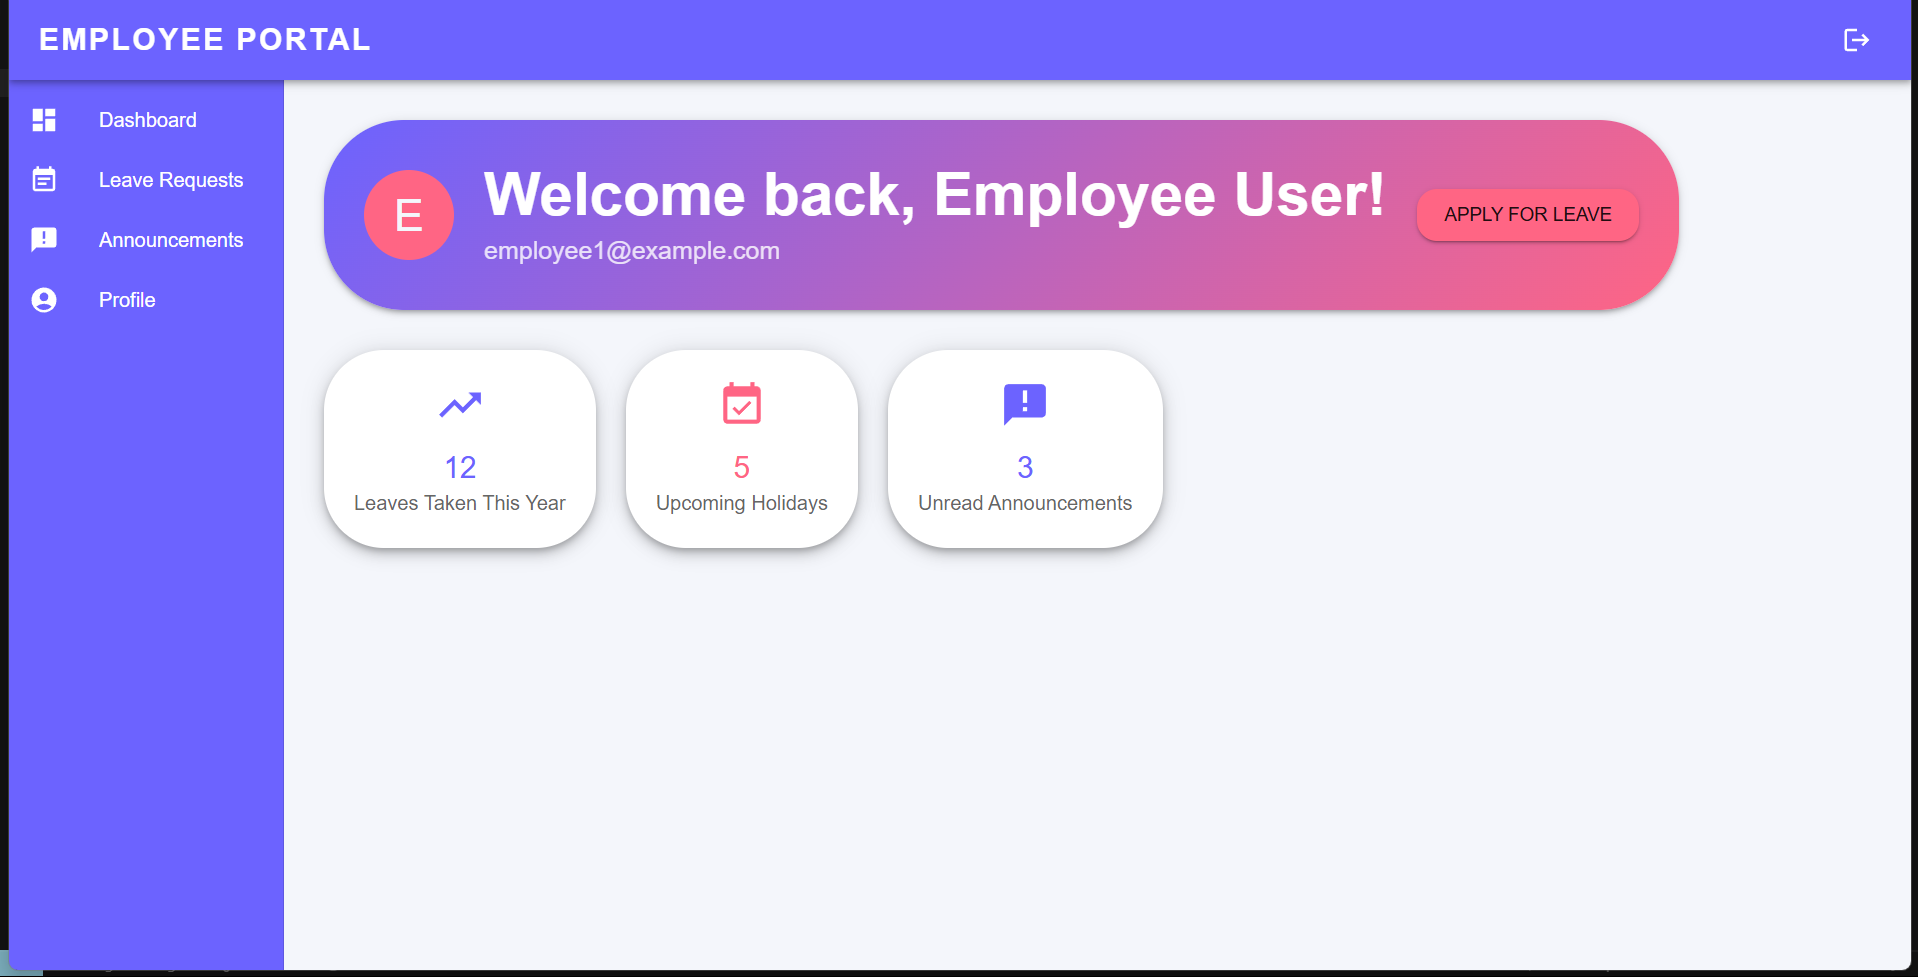 EMPLOYEE PORTAL
Dashboard
Leave Requests
Announcements
Profile
E
Welcome back, Employee User!
employee1@example.com
APPLY FOR LEAVE
12
Leaves Taken This Year
5
Upcoming Holidays
3
Unread Announcements